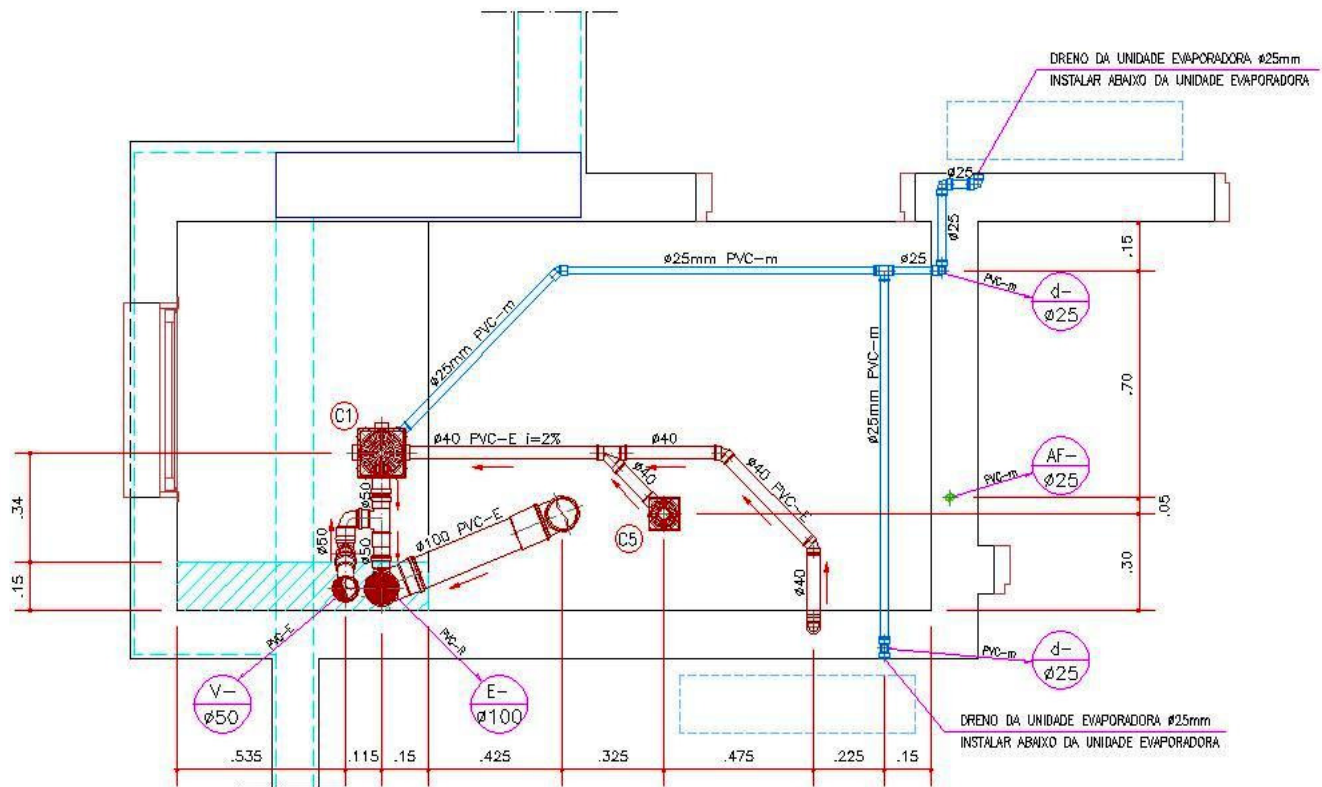 DRENO DA UNIDADE EVAPORADORA ø25mm
INSTALAR ABAIXO DA UNIDADE EVAPORADORA
ø25
ø25
.15
ø25mm PVC-m
ø25
PVC-m
d-
ø25
ø25mm PVC-m
ø25mm PVC-m
.70
C1
ø40 PVC-E i=2%
ø40
ø40 PVC-E
ø40
AF-
ø25
PVC-m
.05
.34
ø50
ø50
ø50
ø100 PVC-E
C5
ø40
.30
.15
PVC-E
PVC-R
PVC-m
d-
ø25
V-
ø50
E-
ø100
DRENO DA UNIDADE EVAPORADORA ø25mm
INSTALAR ABAIXO DA UNIDADE EVAPORADORA
.535
.115
.15
.425
.325
.475
.225
.15